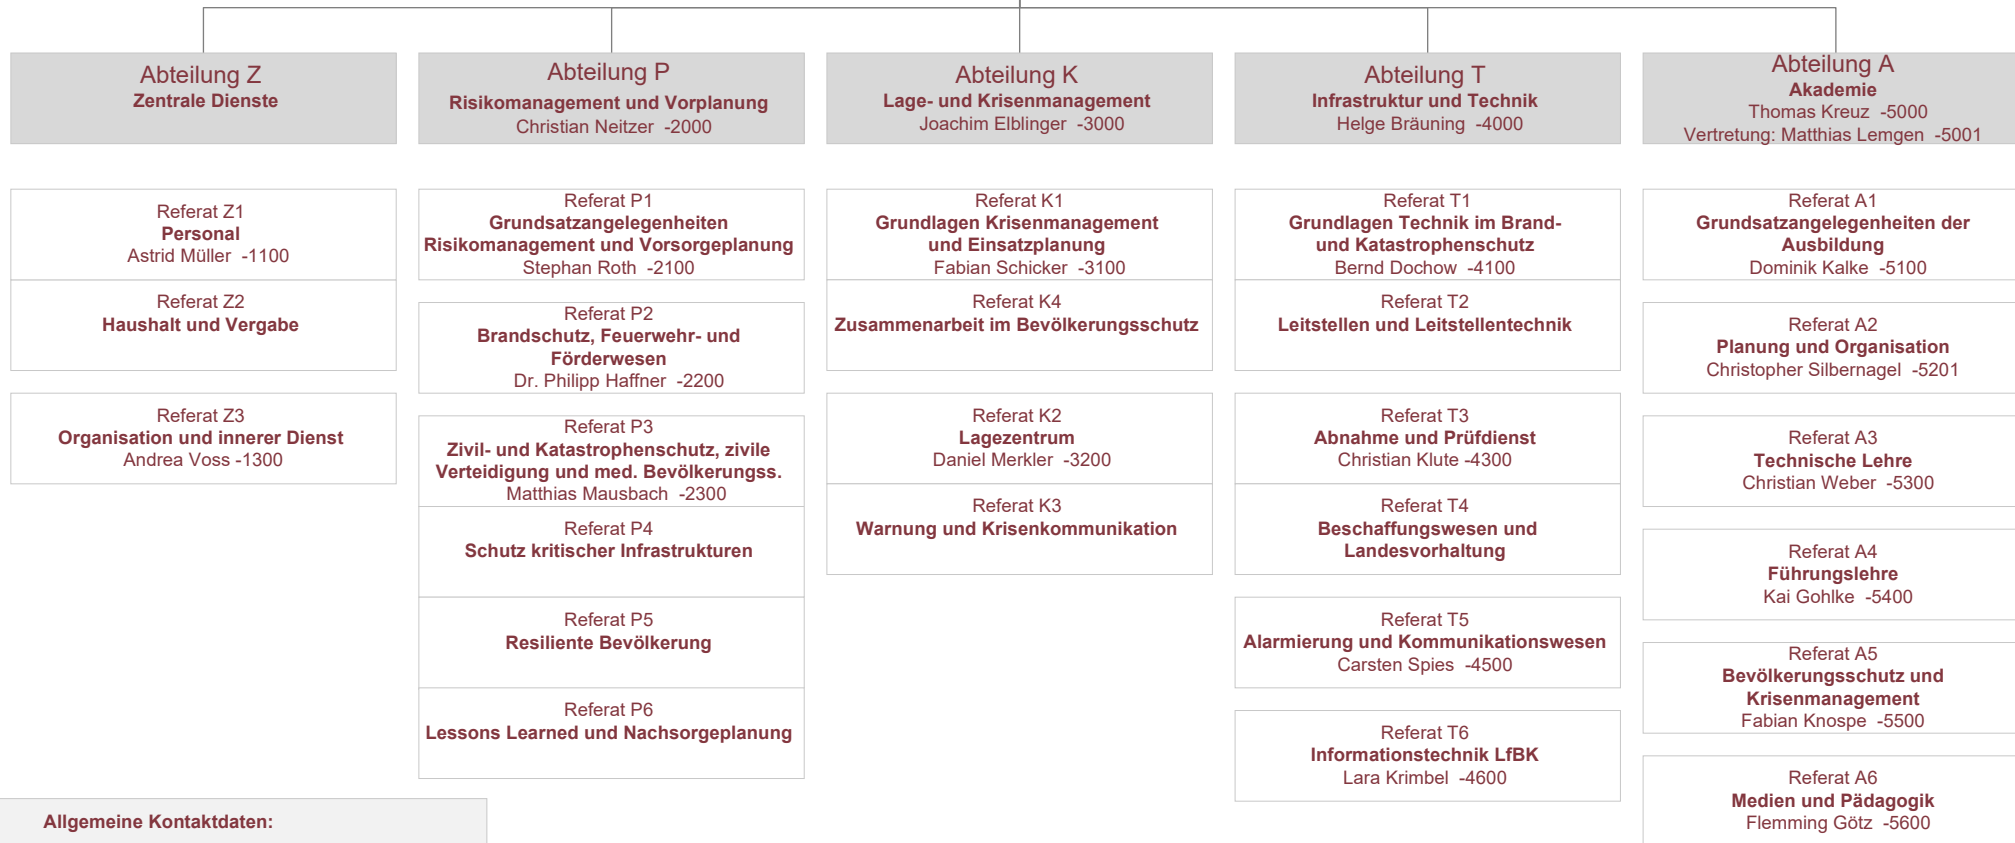 Abteilung Z
Zentrale Dienste
Abteilung P
Risikomanagement und Vorplanung
Christian Neitzer -2000
Abteilung K
Lage- und Krisenmanagement
Joachim Elblinger -3000
Abteilung T
Infrastruktur und Technik
Helge Bräuning -4000
Abteilung A
Akademie
Thomas Kreuz -5000
Vertretung: Matthias Lemgen -5001
Referat Z1
Personal
Astrid Müller -1100
Referat Z2
Haushalt und Vergabe
Referat Z3
Organisation und innerer Dienst
Andrea Voss -1300
Referat P1
Grundsatzangelegenheiten
Risikomanagement und Vorsorgeplanung
Stephan Roth -2100
Referat P2
Brandschutz, Feuerwehr- und
Förderwesen
Dr. Philipp Haffner -2200
Referat P3
Zivil- und Katastrophenschutz, zivile
Verteidigung und med. Bevölkerungss.
Matthias Mausbach -2300
Referat P4
Schutz kritischer Infrastrukturen
Referat P5
Resiliente Bevölkerung
Referat P6
Lessons Learned und Nachsorgeplanung
Referat K1
Grundlagen Krisenmanagement
und Einsatzplanung
Fabian Schicker -3100
Referat K4
Zusammenarbeit im Bevölkerungsschutz
Referat K2
Lagezentrum
Daniel Merkler -3200
Referat K3
Warnung und Krisenkommunikation
Referat T1
Grundlagen Technik im Brand-
und Katastrophenschutz
Bernd Dochow -4100
Referat T2
Leitstellen und Leitstellentechnik
Referat T3
Abnahme und Prüfdienst
Christian Klute -4300
Referat T4
Beschaffungswesen und
Landesvorhaltung
Referat T5
Alarmierung und Kommunikationswesen
Carsten Spies -4500
Referat T6
Informationstechnik LfBK
Lara Krimbel -4600
Referat A1
Grundsatzangelegenheiten der
Ausbildung
Dominik Kalke -5100
Referat A2
Planung und Organisation
Christopher Silbernagel -5201
Referat A3
Technische Lehre
Christian Weber -5300
Referat A4
Führungslehre
Kai Gohlke -5400
Referat A5
Bevölkerungsschutz und
Krisenmanagement
Fabian Knospe -5500
Referat A6
Medien und Pädagogik
Flemming Götz -5600
Allgemeine Kontaktdaten: